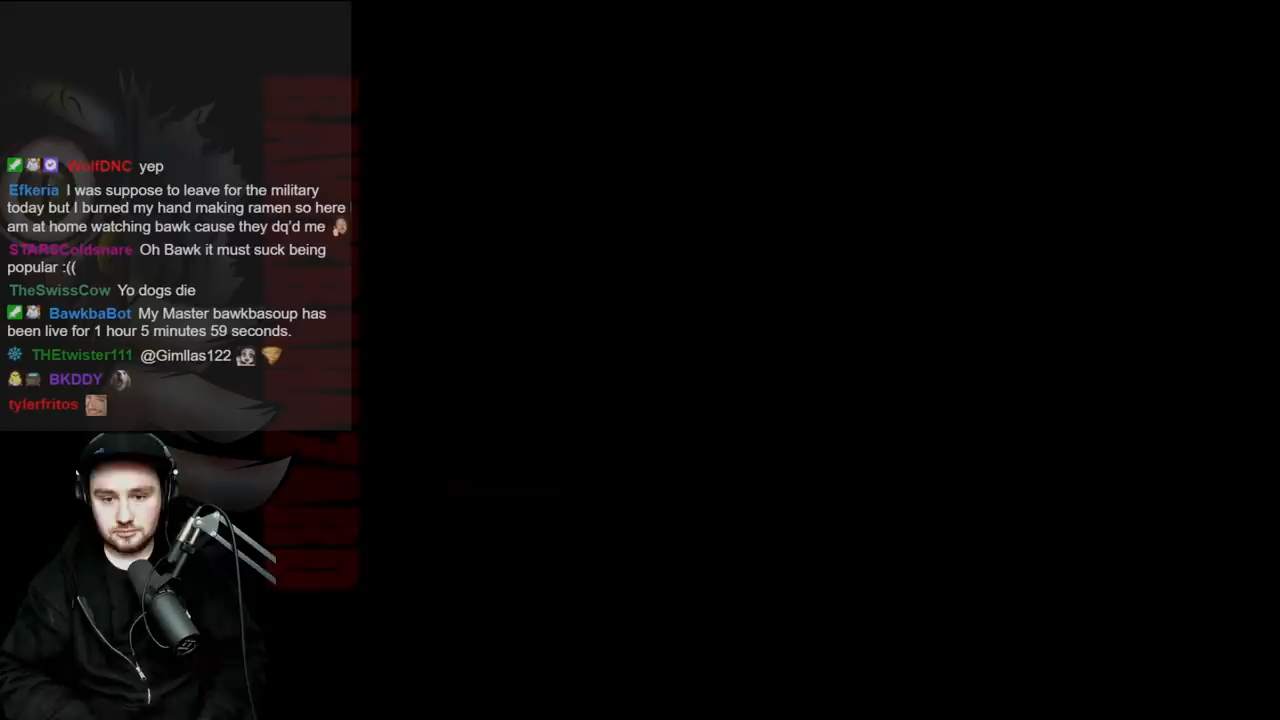 WolfDNC yep
Efkeria I was suppose to leave for the military
today but I burned my hand making ramen so here I
am at home watching bawk cause they dq'd me
STARSColdsnare Oh Bawk it must suck being
popular :((
TheSwissCow Yo dogs die
BawkbaBot My Master bawkbasoup has
been live for 1 hour 5 minutes 59 seconds.
THEtwister111 @Gimllas122
BKDDY
tylerfritos